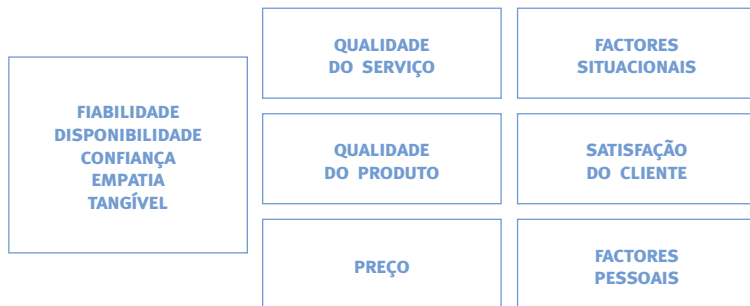 FIABILIDADE
DISPONIBILIDADE
CONFIANÇA
EMPATIA
TANGÍVEL
QUALIDADE
DO SERVIÇO
FACTORES
SITUACIONAIS
QUALIDADE
DO PRODUTO
SATISFAÇÃO
DO CLIENTE
PREÇO
FACTORES
PESSOAIS